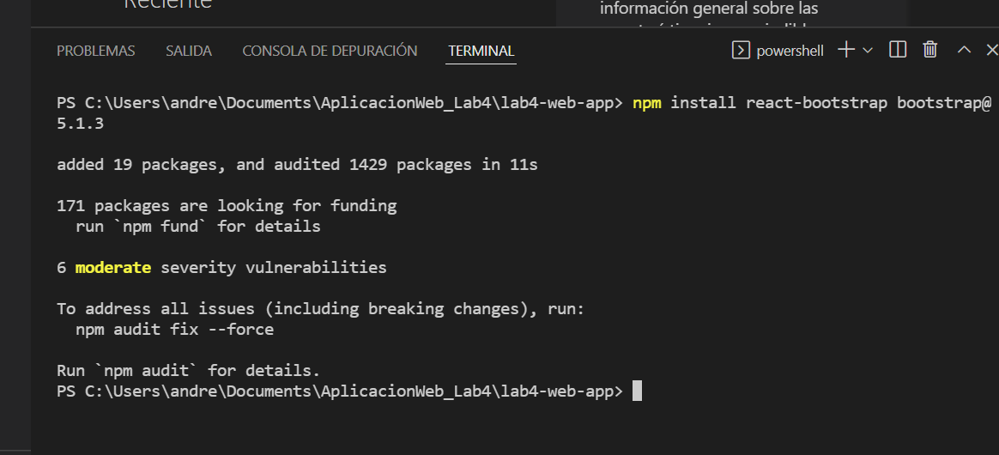 Reciente
información general sobre las
PROBLEMAS SALIDA CONSOLA DE DEPURACIÓN TERMINAL powershell
PS C:\Users\andre\Documents\AplicacionWeb_Lab4\lab4-web-app> npm install react-bootstrap bootstrap@
5.1.3
added 19 packages, and audited 1429 packages in 11s
171 packages are looking for funding
run `npm fund` for details
6 moderate severity vulnerabilities
To address all issues (including breaking changes), run:
npm audit fix --force
Run `npm audit` for details.
PS C:\Users\andre\Documents\AplicacionWeb_Lab4\lab4-web-app>